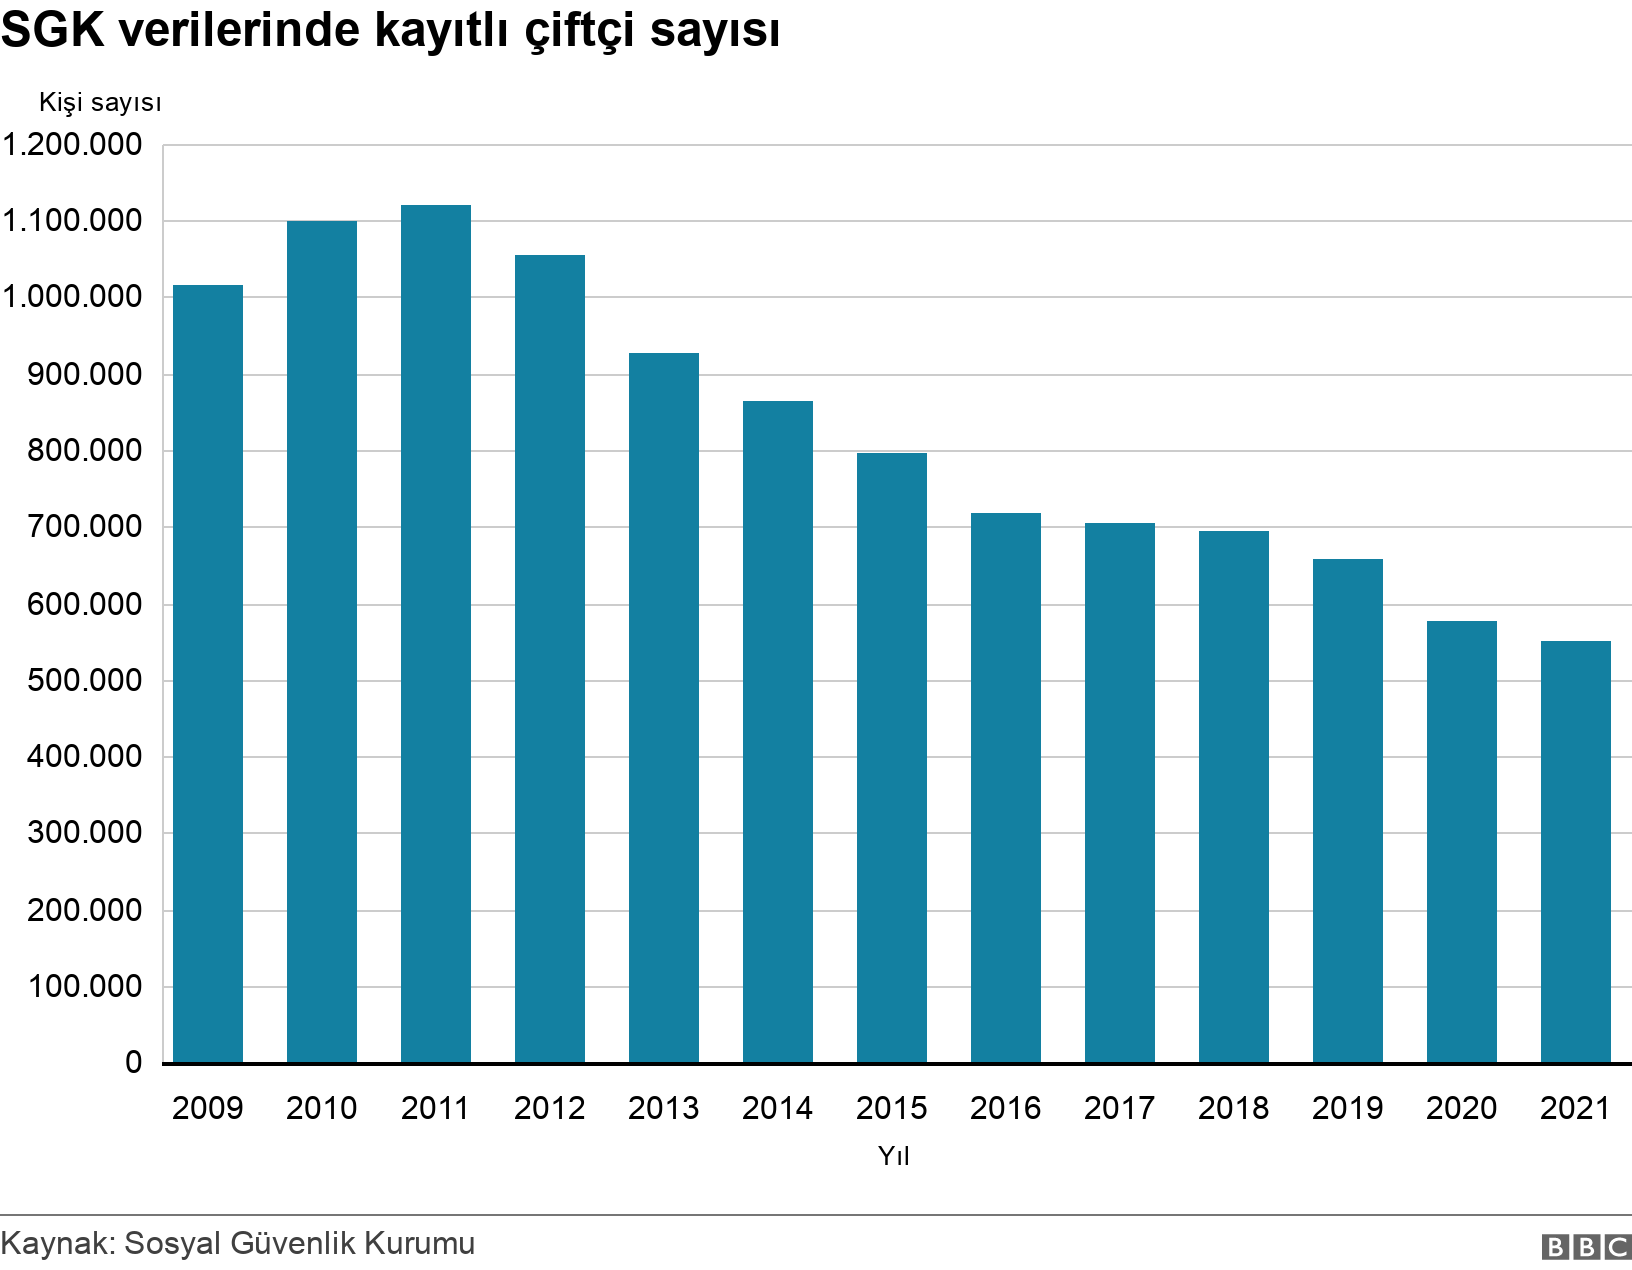 SGK verilerinde kayıtlı çiftçi sayısı
Kişi sayısı
1.200.000
1.100.000
1.000.000
900.000
800.000
700.000
600.000
500.000
400.000
300.000
200.000
100.000
0
2009 2010 2011 2012 2013 2014 2015 2016 2017 2018 2019 2020 2021
Yıl
Kaynak: Sosyal Güvenlik Kurumu
BBC